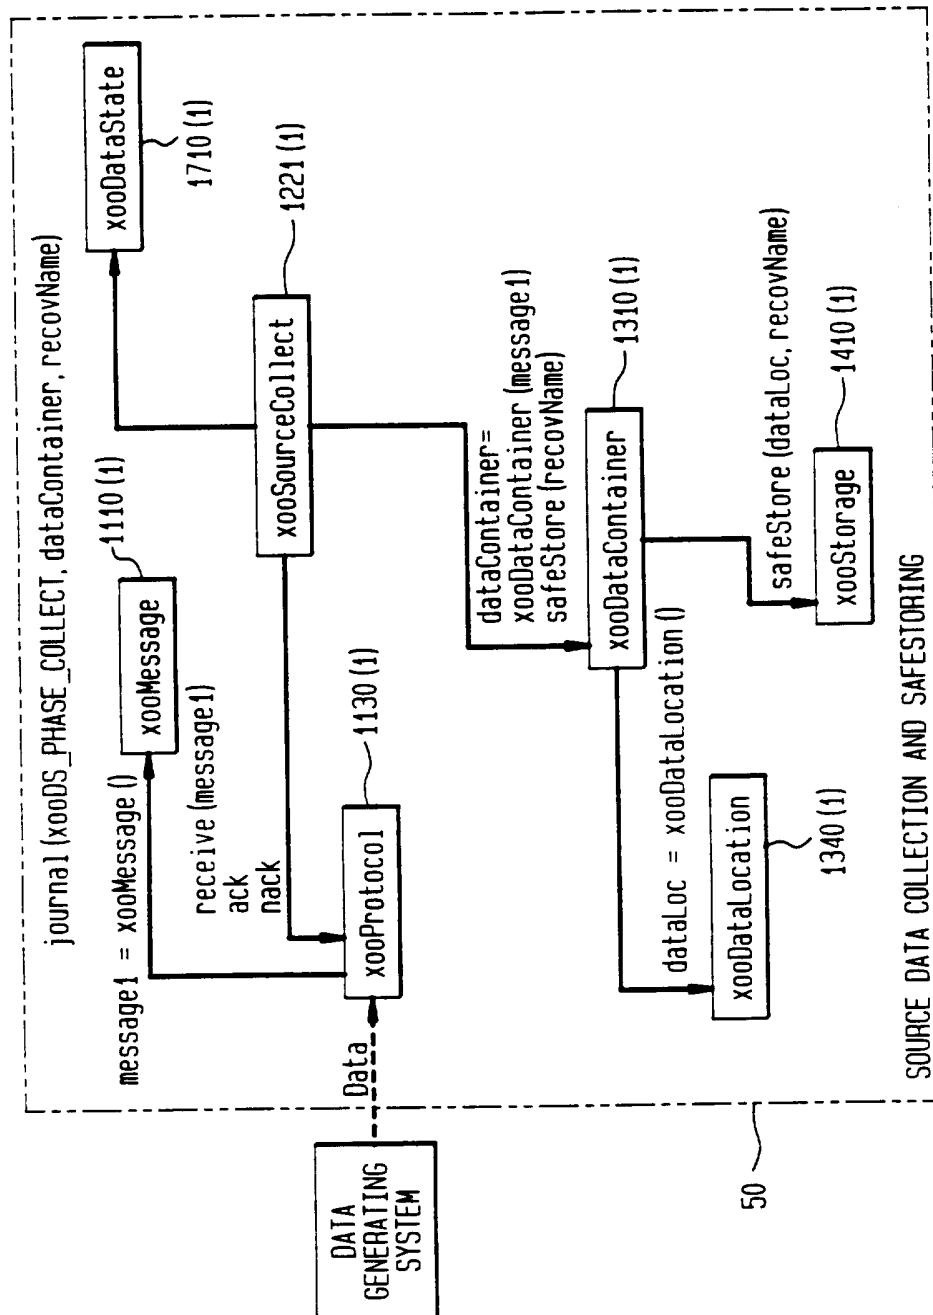 journal (xooDS_PHASE_COLLECT, dataContainer, recovName)
message1 = xooMessage ()
1110 (1)
xooMessage
xooDataState
1710 (1)
receive (message1)
ack
nack
xooSourceCollect
1221 (1)
DATA
GENERATING
SYSTEM
Data
xooProtocol
1130 (1)
dataContainer=
xooDataContainer (message1)
safeStore (recovName)
xooDataContainer
1310 (1)
dataLoc = xooDataLocation ()
safeStore (dataLoc, recovName)
xooDataLocation
1340 (1)
xooStorage
1410 (1)
50
SOURCE DATA COLLECTION AND SAFESTORING